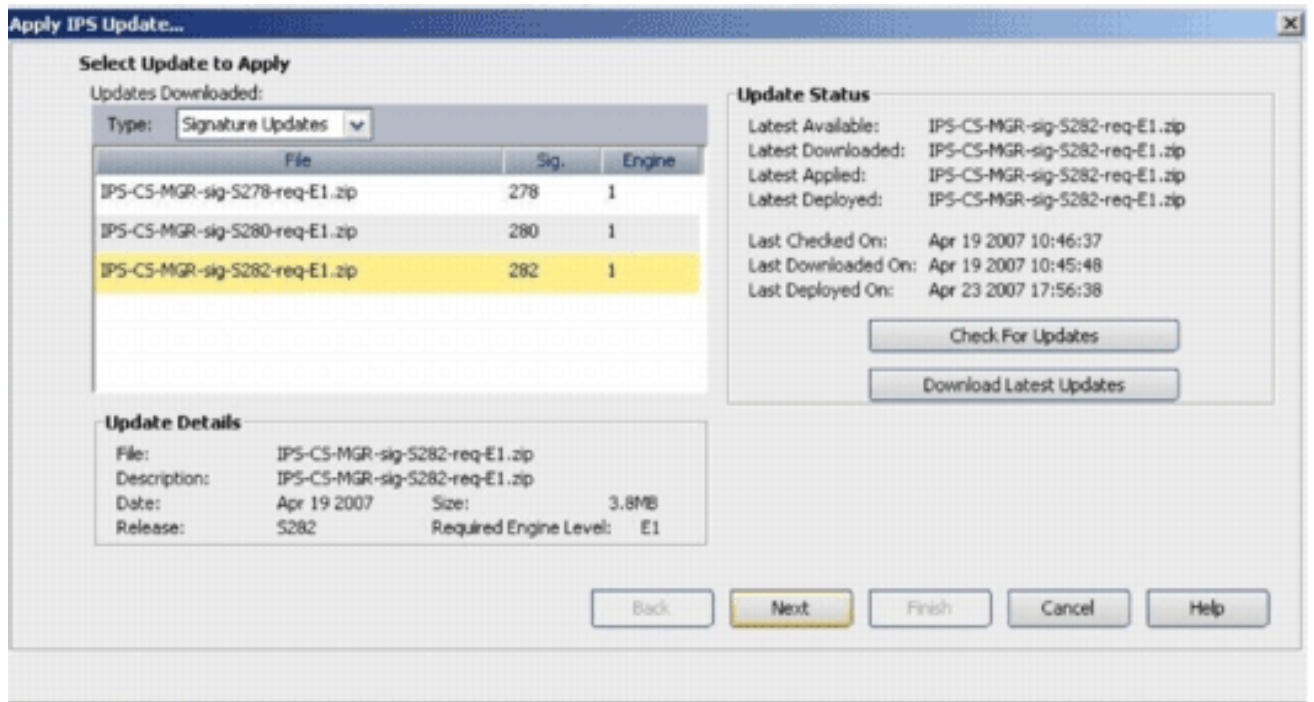 Apply IPS Update...
Select Update to Apply
Updates Downloaded:
Type: Signature Updates
File Sig. Engine
IPS-CS-MGR-sig-S278-req-E1.zip 278 1
IPS-CS-MGR-sig-S280-req-E1.zip 280 1
IPS-CS-MGR-sig-S282-req-E1.zip 282 1
Update Details
File: IPS-CS-MGR-sig-S282-req-E1.zip
Description: IPS-CS-MGR-sig-S282-req-E1.zip
Date: Apr 19 2007 Size: 3.8MB
Release: S282 Required Engine Level: E1
Update Status
Latest Available: IPS-CS-MGR-sig-S282-req-E1.zip
Latest Downloaded: IPS-CS-MGR-sig-S282-req-E1.zip
Latest Applied: IPS-CS-MGR-sig-S282-req-E1.zip
Latest Deployed: IPS-CS-MGR-sig-S282-req-E1.zip
Last Checked On: Apr 19 2007 10:46:37
Last Downloaded On: Apr 19 2007 10:45:48
Last Deployed On: Apr 23 2007 17:56:38
Check For Updates
Download Latest Updates
Back Next Finish Cancel Help